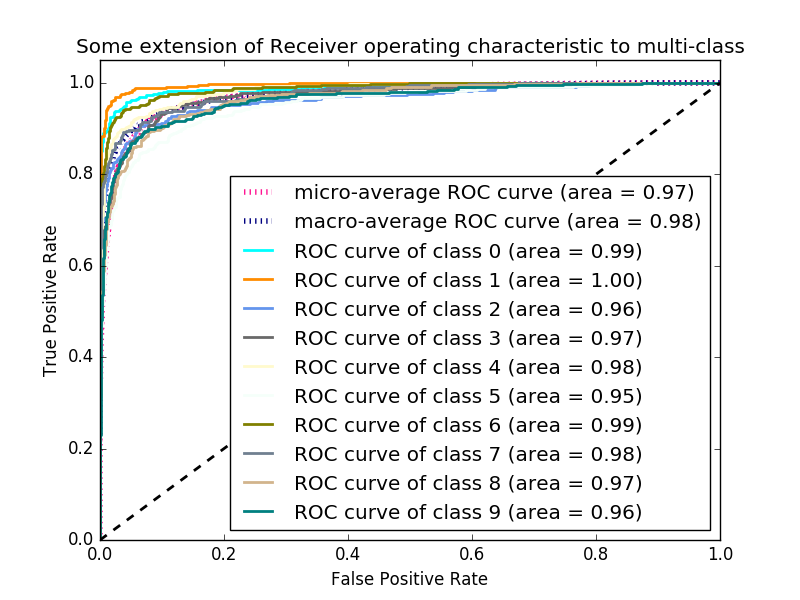 Some extension of Receiver operating characteristic to multi-class
1.0
0.8
0.6
0.4
0.2
0.0
True Positive Rate
micro-average ROC curve (area = 0.97)
macro-average ROC curve (area = 0.98)
ROC curve of class 0 (area = 0.99)
ROC curve of class 1 (area = 1.00)
ROC curve of class 2 (area = 0.96)
ROC curve of class 3 (area = 0.97)
ROC curve of class 4 (area = 0.98)
ROC curve of class 5 (area = 0.95)
ROC curve of class 6 (area = 0.99)
ROC curve of class 7 (area = 0.98)
ROC curve of class 8 (area = 0.97)
ROC curve of class 9 (area = 0.96)
0.0 0.2 0.4 0.6 0.8 1.0
False Positive Rate